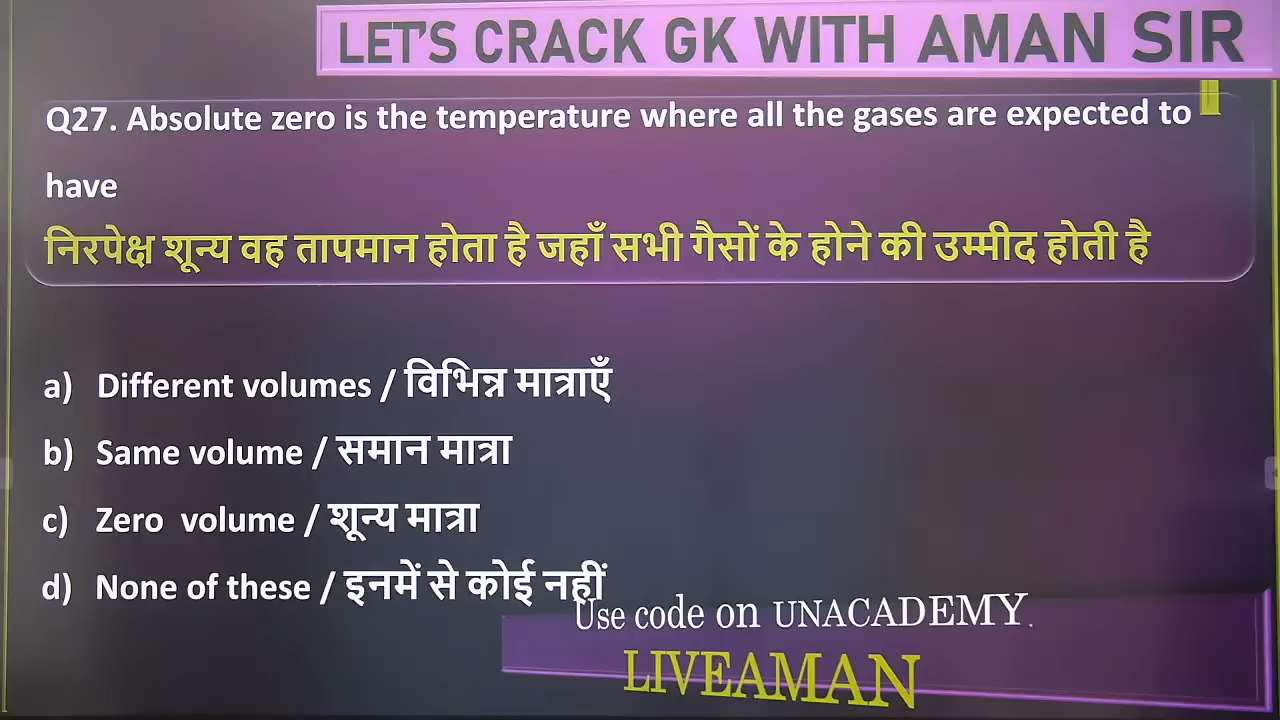 LET'S CRACK GK WITH AMAN SIR
Q27. Absolute zero is the temperature where all the gases are expected to
have
निरपेक्ष शून्य वह तापमान होता है जहाँ सभी गैसों के होने की उम्मीद होती है
a) Different volumes / विभिन्न मात्राएँ
b) Same volume / समान मात्रा
c) Zero volume / शून्य मात्रा
d) None of these / इनमें से कोई नहीं
Use code on UNACADEMY.
LIVEAMAN